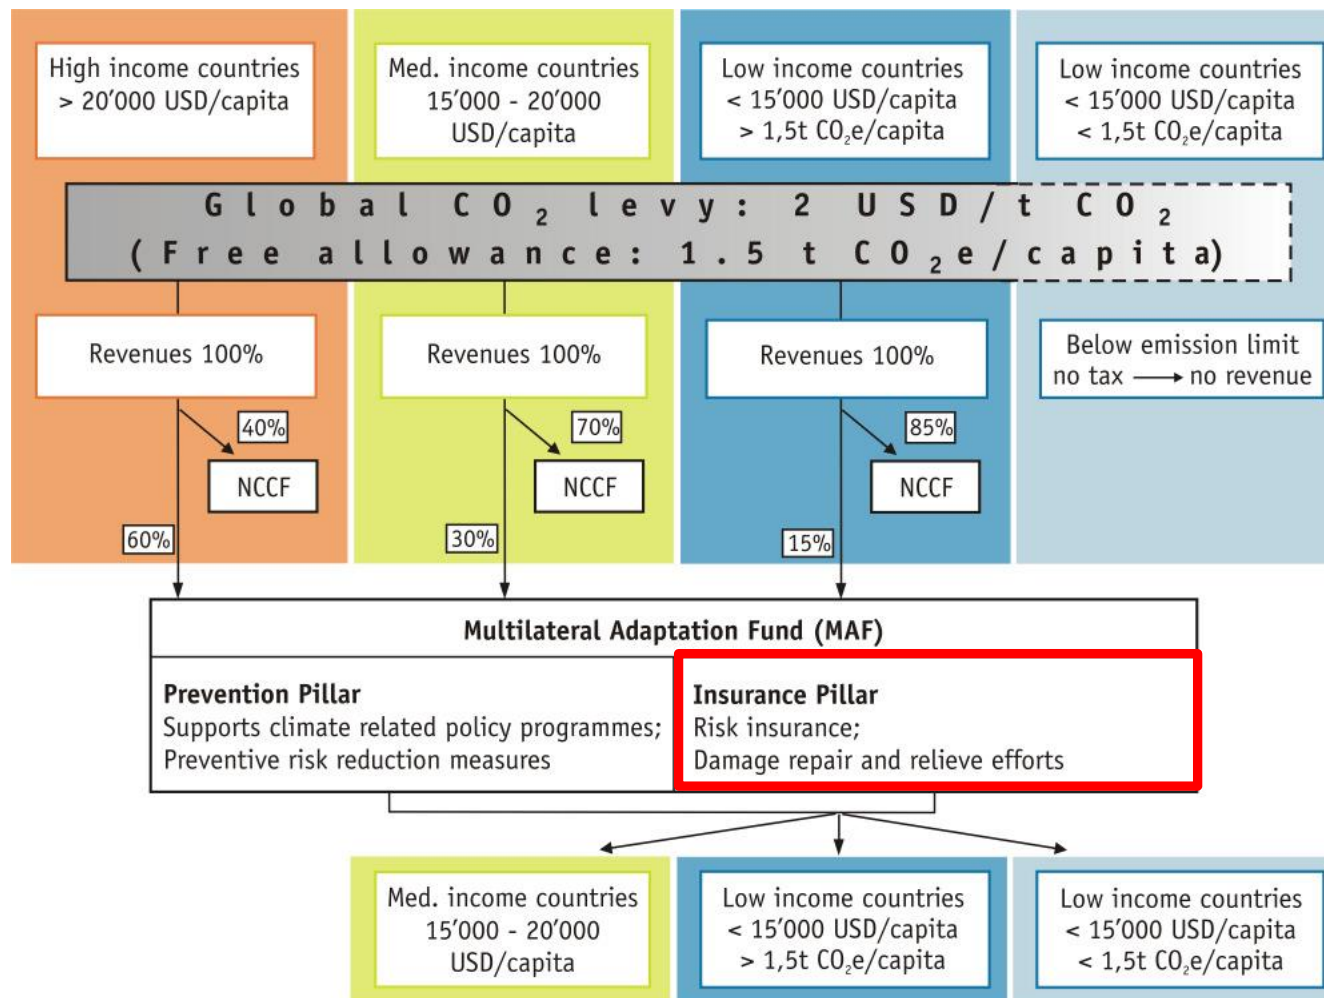 High income countries
> 20'000 USD/capita
Med. income countries
15'000 - 20'000
USD/capita
Low income countries
< 15'000 USD/capita
> 1,5t CO₂e/capita
Low income countries
< 15'000 USD/capita
< 1,5t CO₂e/capita
Global CO₂ levy: 2 USD/t CO₂
(Free allowance: 1.5 t CO₂e/capita)
Revenues 100%
Revenues 100%
Revenues 100%
Below emission limit
no tax ⟶ no revenue
40%
70%
85%
NCCF
NCCF
NCCF
60%
30%
15%
Multilateral Adaptation Fund (MAF)
Prevention Pillar
Supports climate related policy programmes;
Preventive risk reduction measures
Insurance Pillar
Risk insurance;
Damage repair and relieve efforts
Med. income countries
15'000 - 20'000
USD/capita
Low income countries
< 15'000 USD/capita
> 1,5t CO₂e/capita
Low income countries
< 15'000 USD/capita
< 1,5t CO₂e/capita